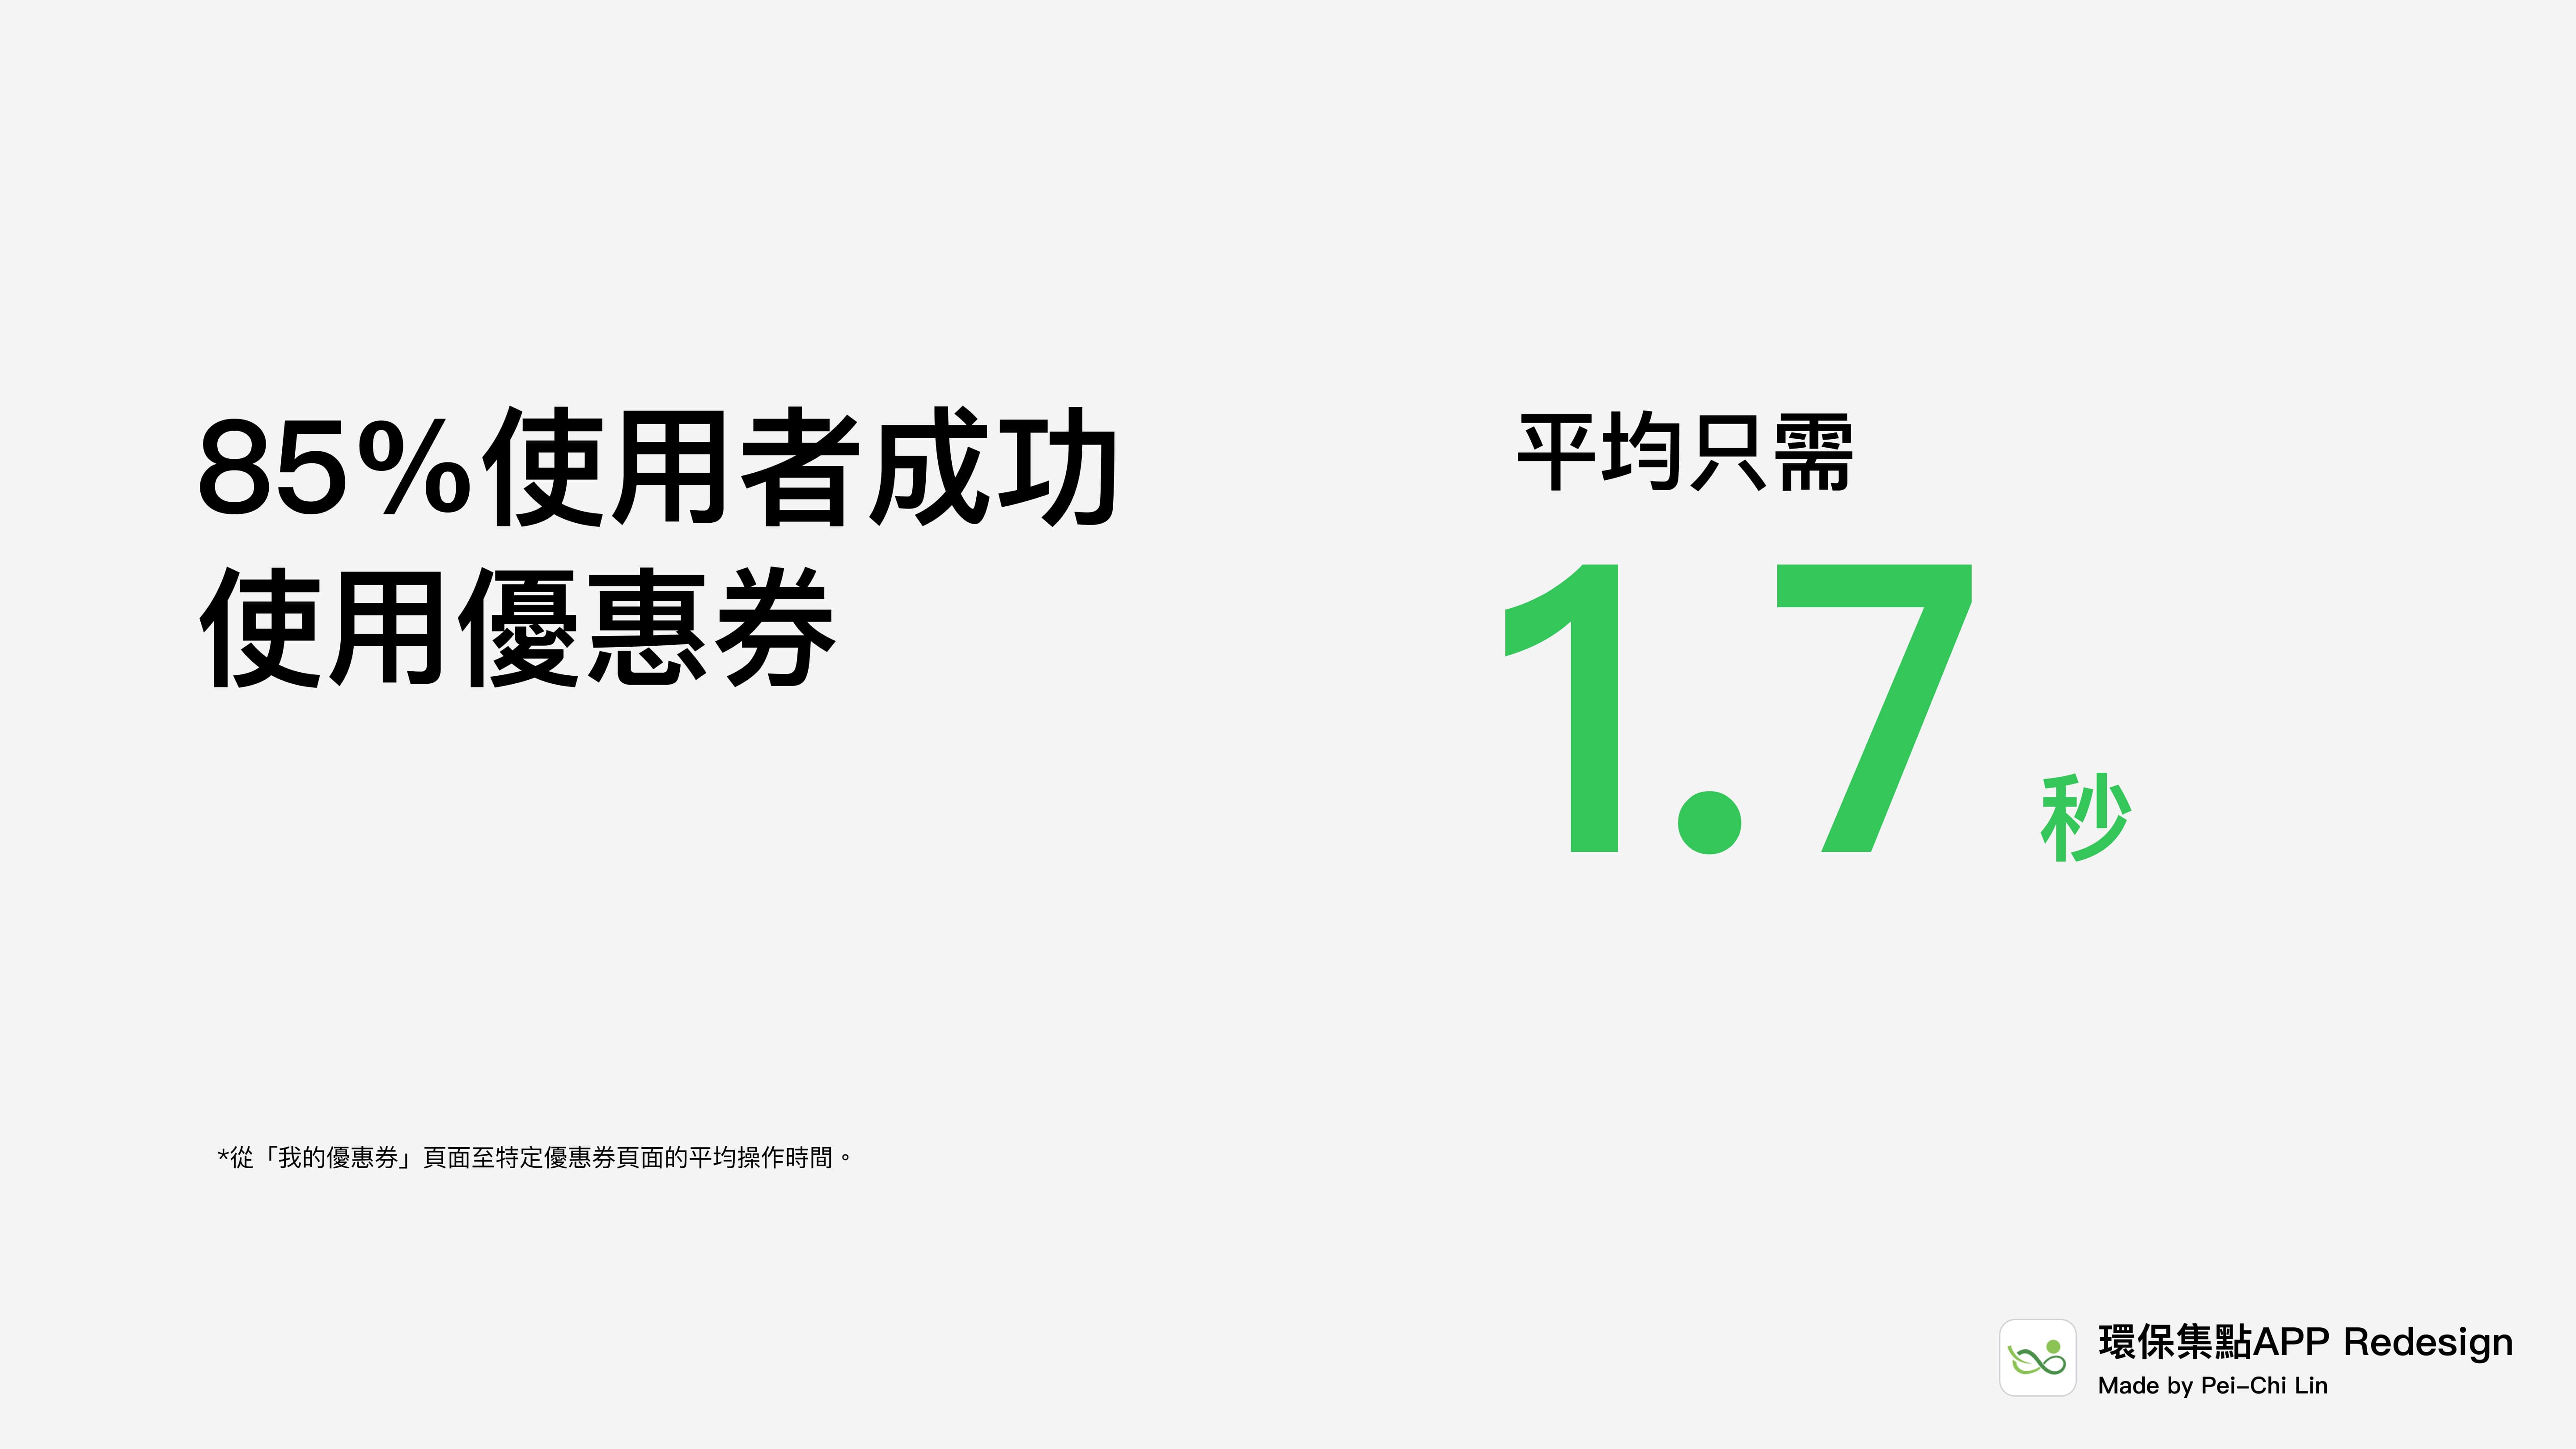 85%使用者成功
使用優惠券
平均只需
1.7 秒
*從「我的優惠券」頁面至特定優惠券頁面的平均操作時間。
環保集點APP Redesign
Made by Pei-Chi Lin